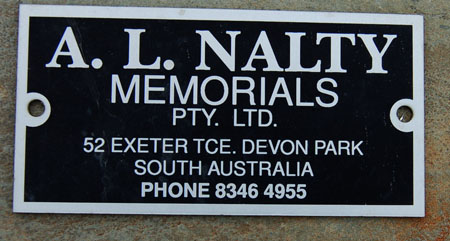 A. L. NALTY
MEMORIALS
PTY. LTD.
52 EXETER TCE. DEVON PARK
SOUTH AUSTRALIA
PHONE 8346 4955